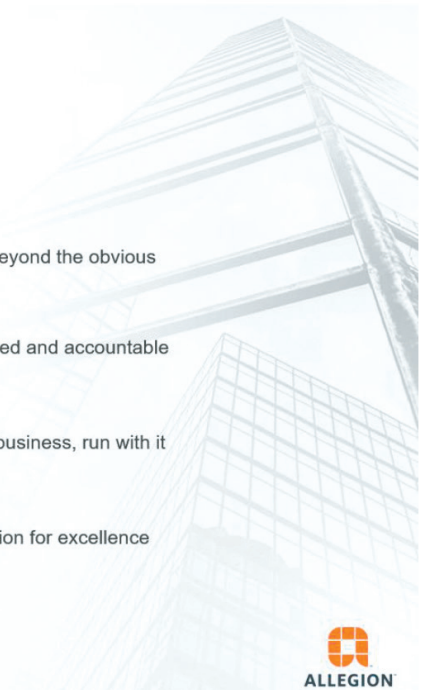 eyond the obvious
ed and accountable
business, run with it
ion for excellence
ALLEGION